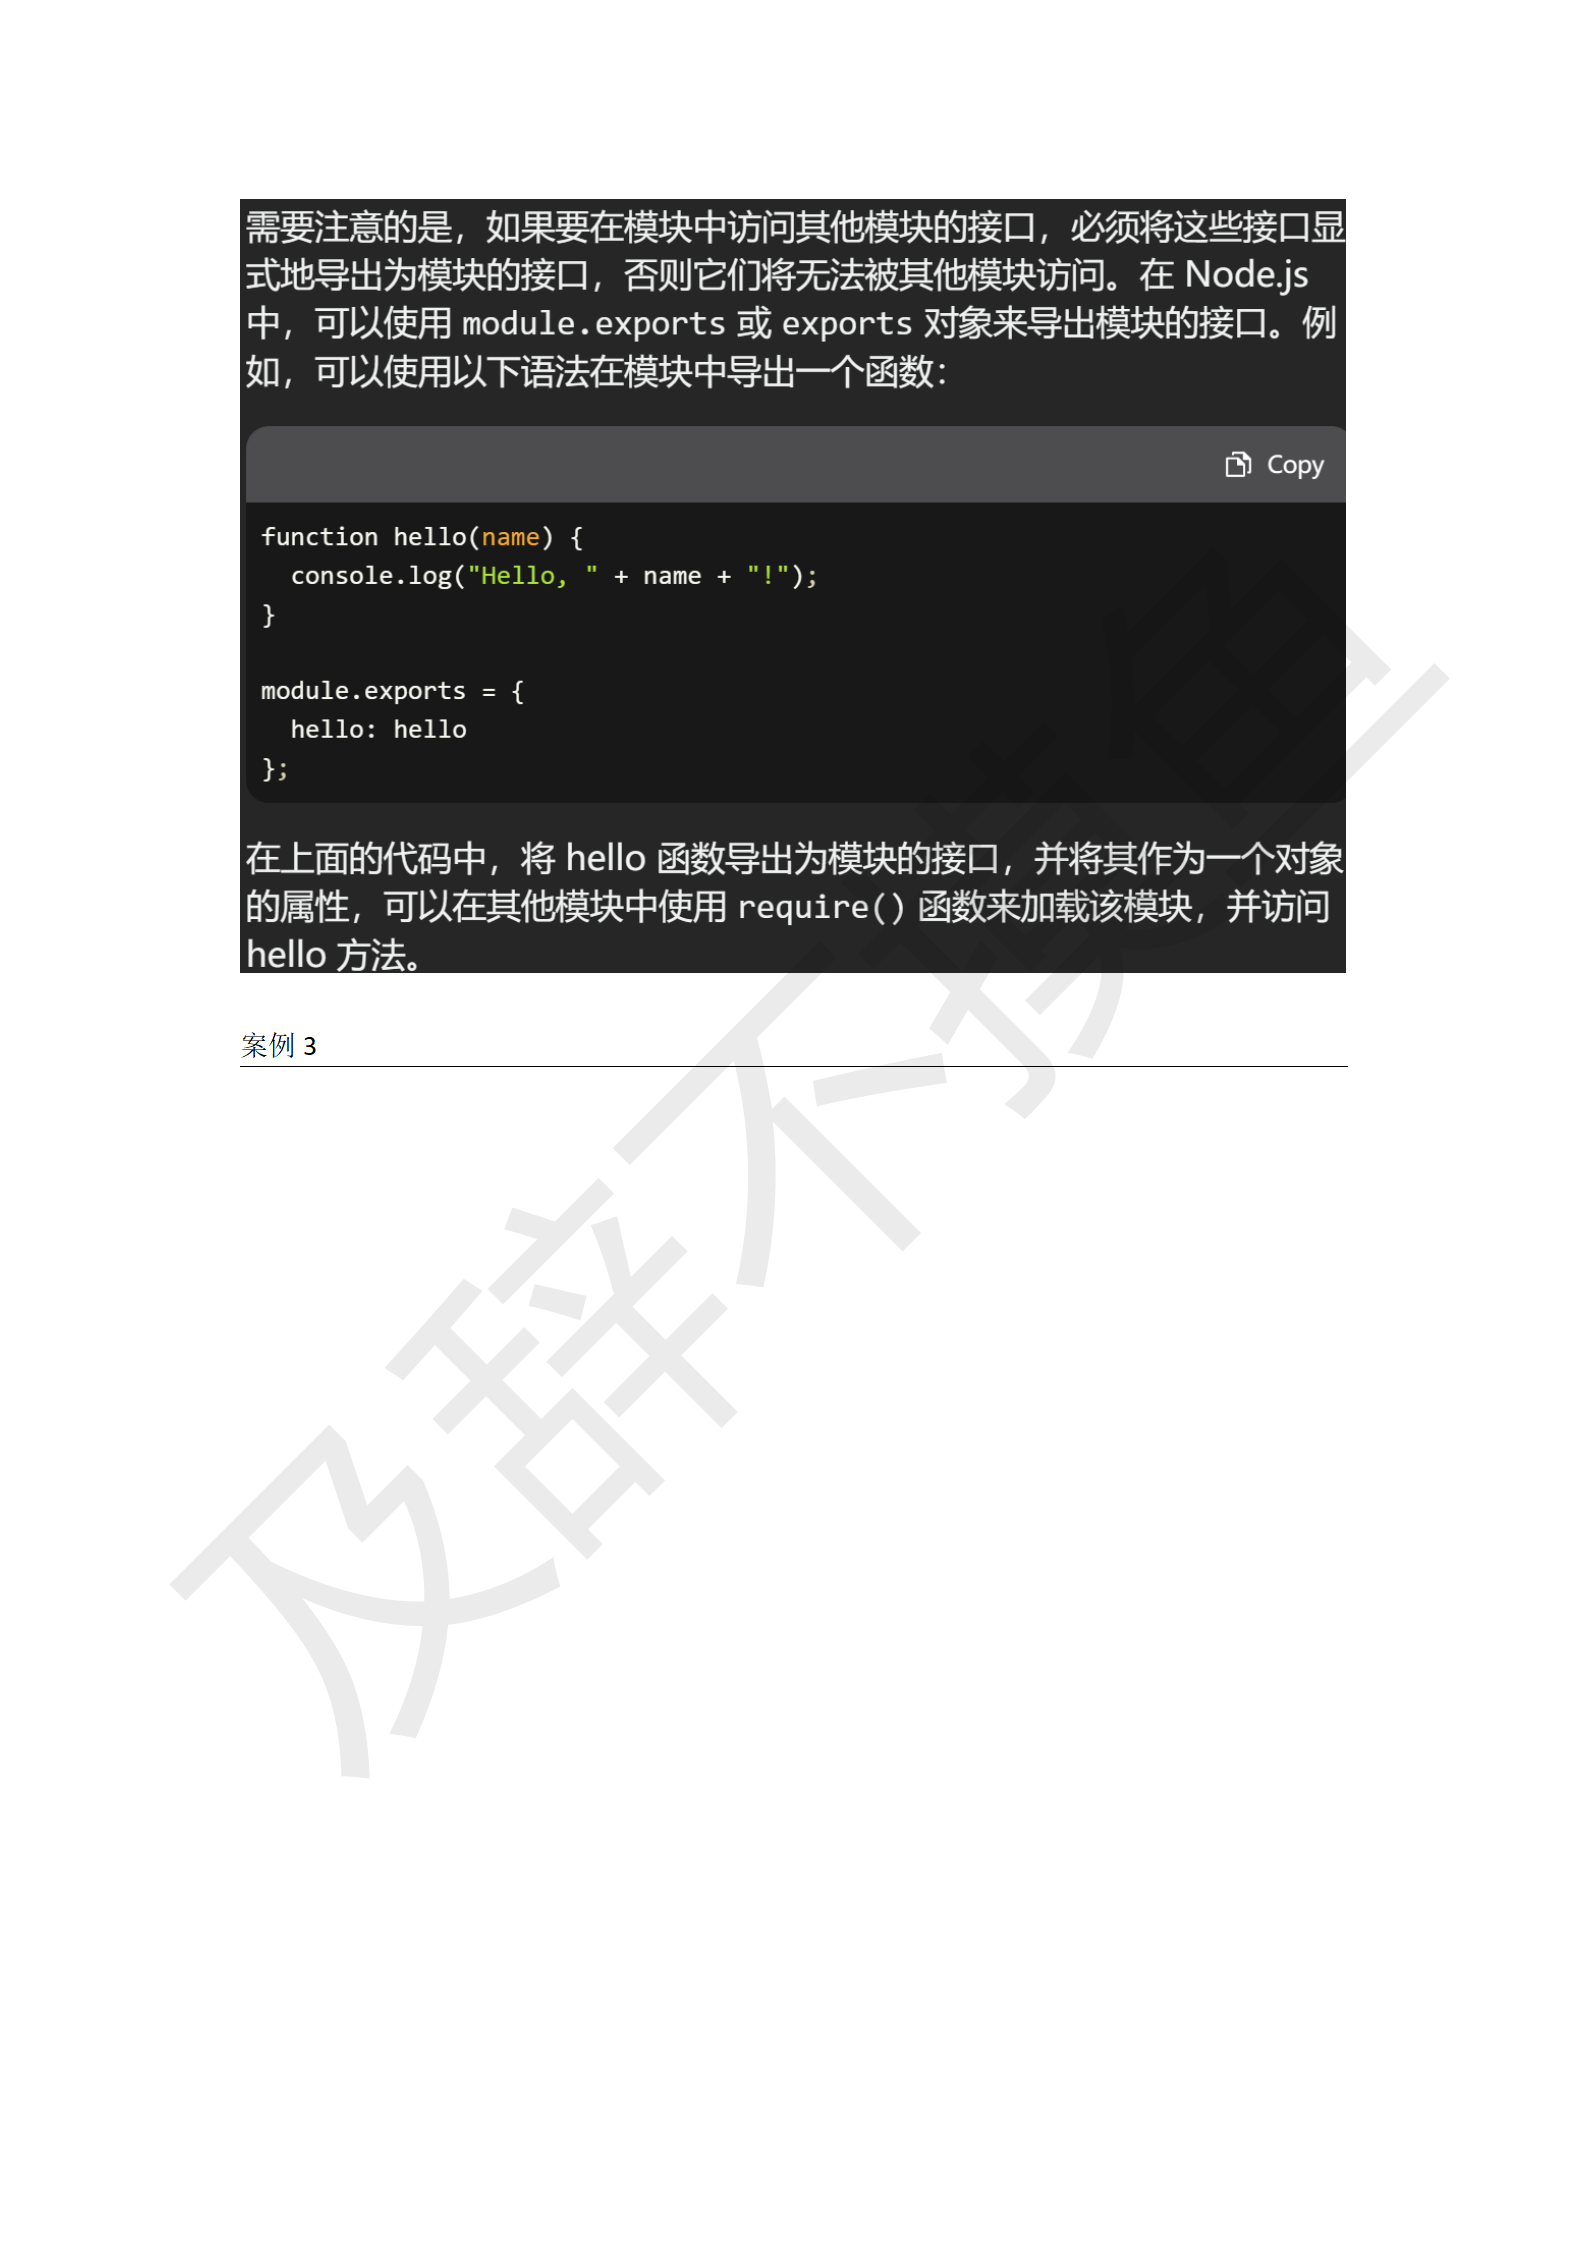 需要注意的是，如果要在模块中访问其他模块的接口，必须将这些接口显
式地导出为模块的接口，否则它们将无法被其他模块访问。在 Node.js
中，可以使用 module.exports 或 exports 对象来导出模块的接口。例
如，可以使用以下语法在模块中导出一个函数：
Copy
function hello(name) {
  console.log("Hello, " + name + "!");
}
module.exports = {
  hello: hello
};
在上面的代码中，将 hello 函数导出为模块的接口，并将其作为一个对象
的属性，可以在其他模块中使用 require() 函数来加载该模块，并访问
hello 方法。
案例 3
及辞不摸鱼